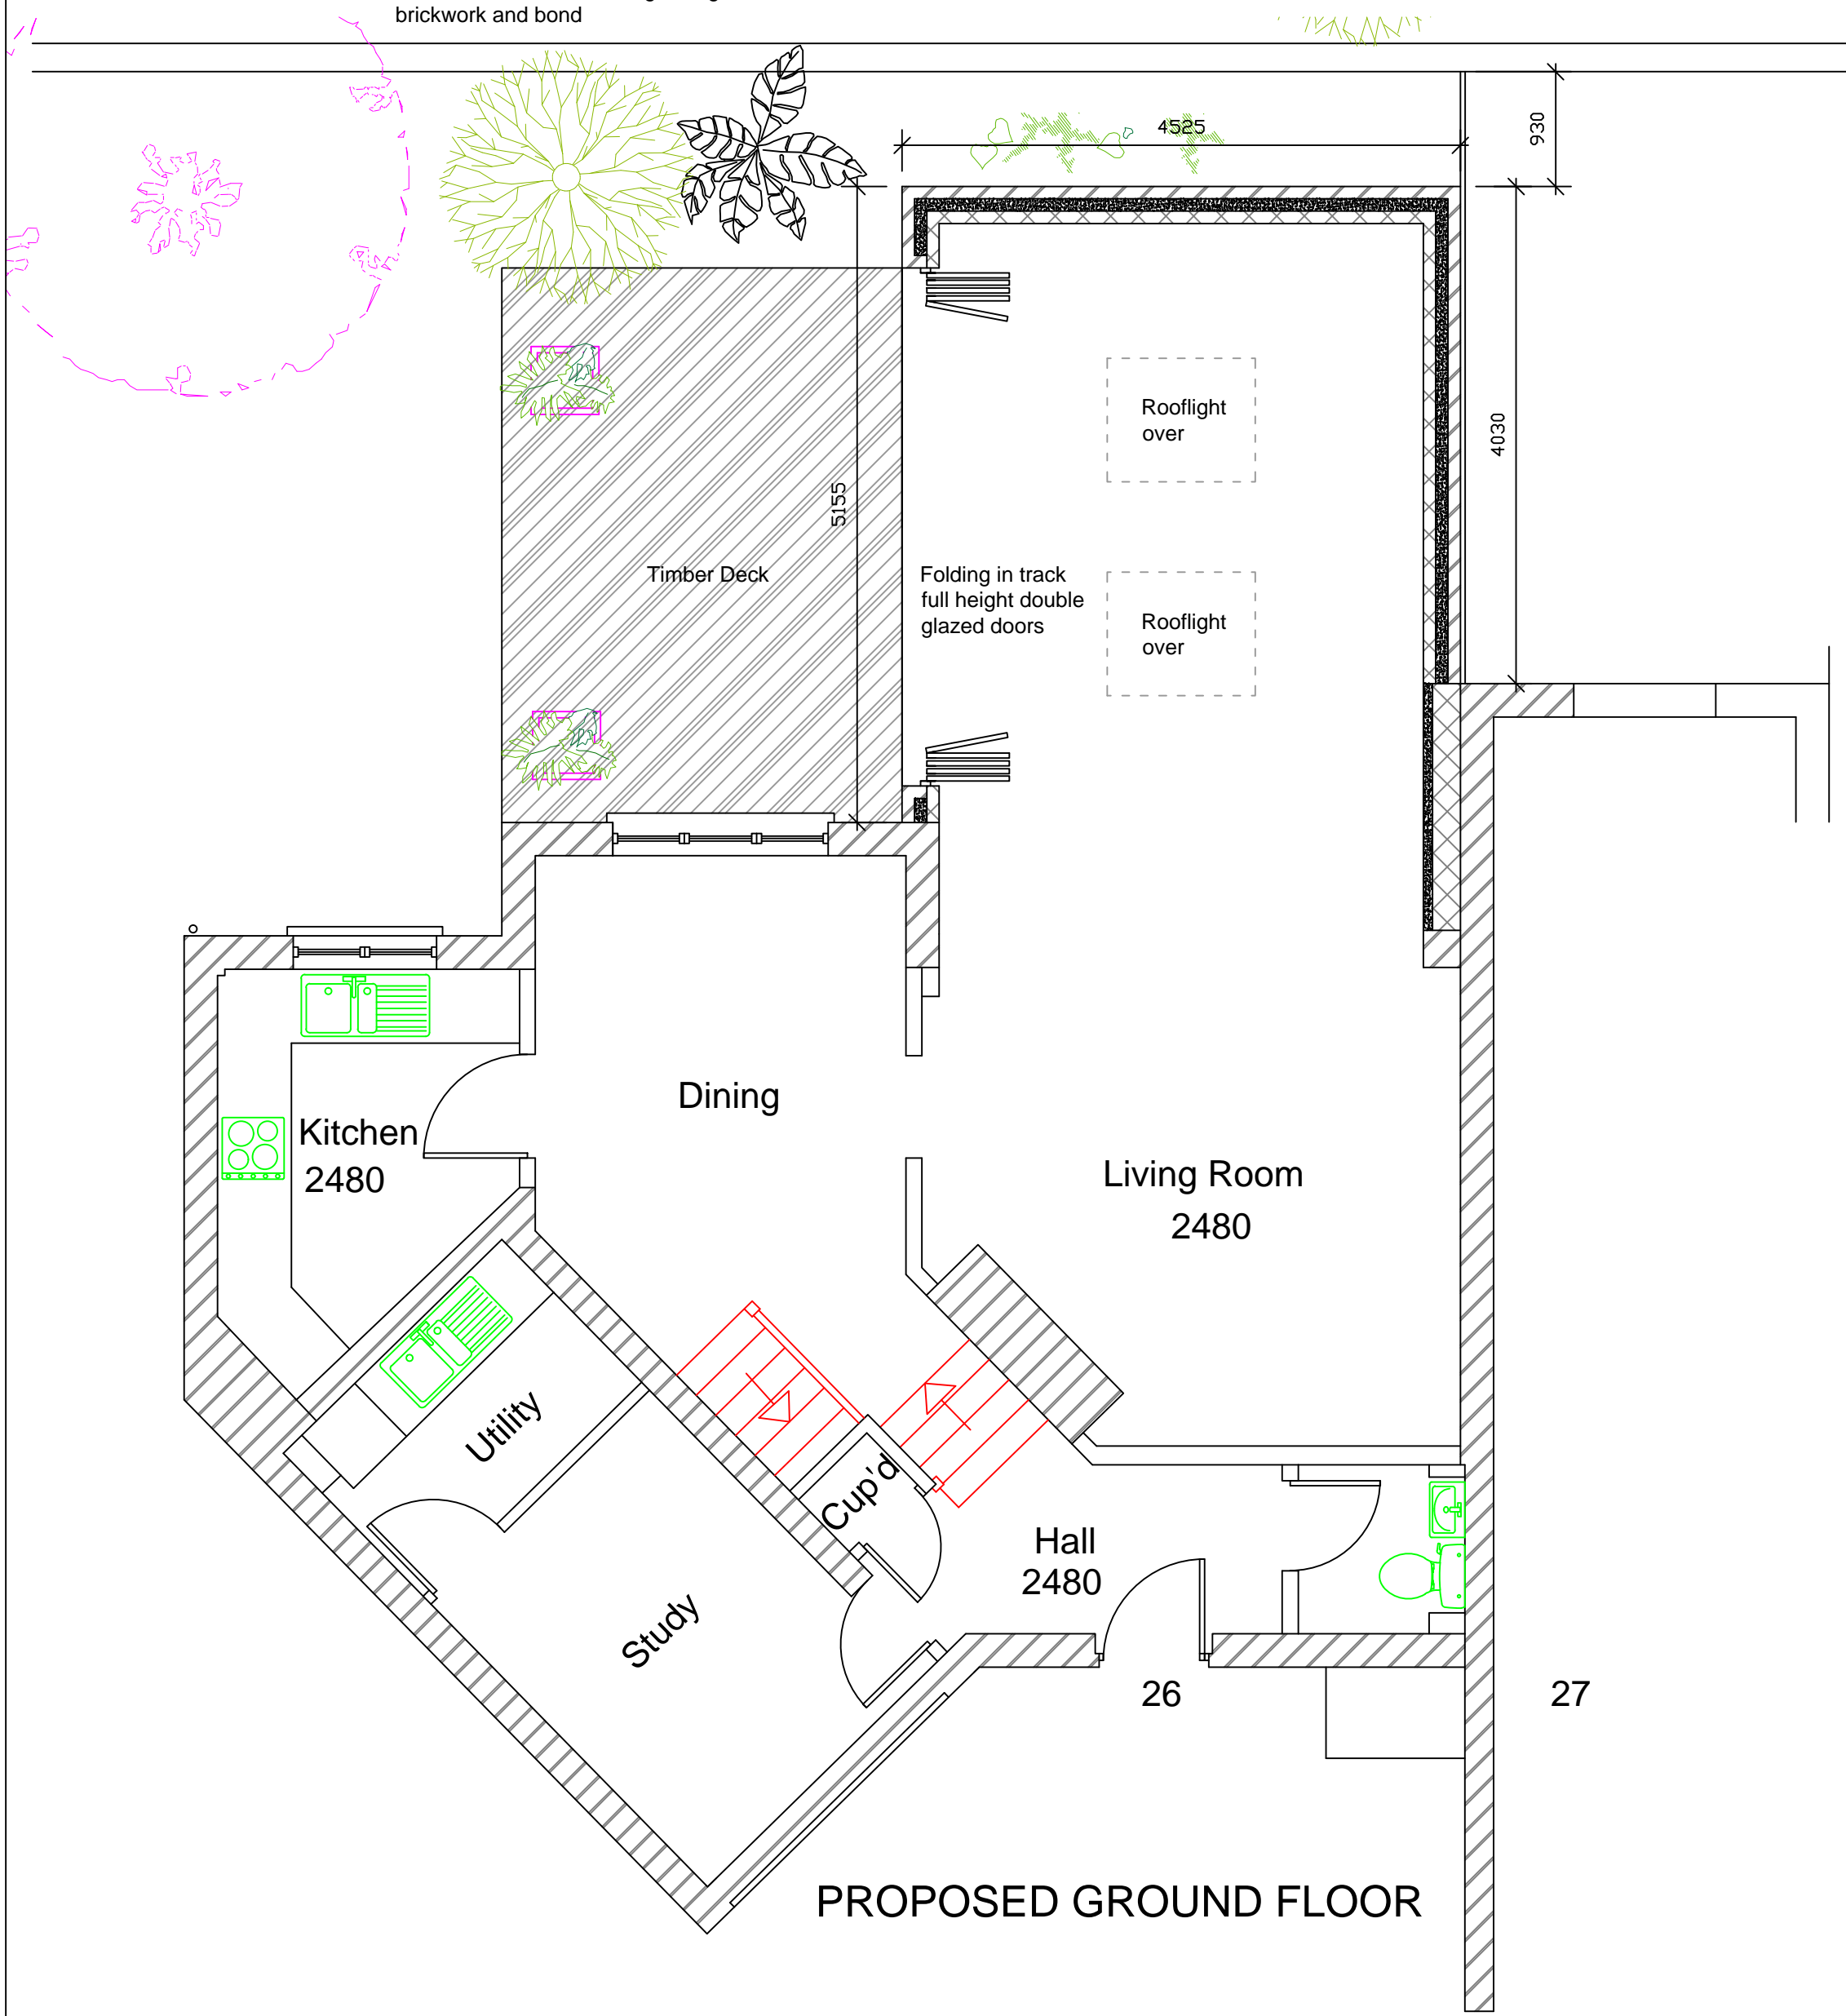 brickwork and bond
4525
930
Rooflight
over
4030
5155
Timber Deck
Folding in track
full height double
glazed doors
Rooflight
over
Dining
Kitchen
2480
Living Room
2480
Utility
Cup'd
Hall
2480
Study
26
27
PROPOSED GROUND FLOOR